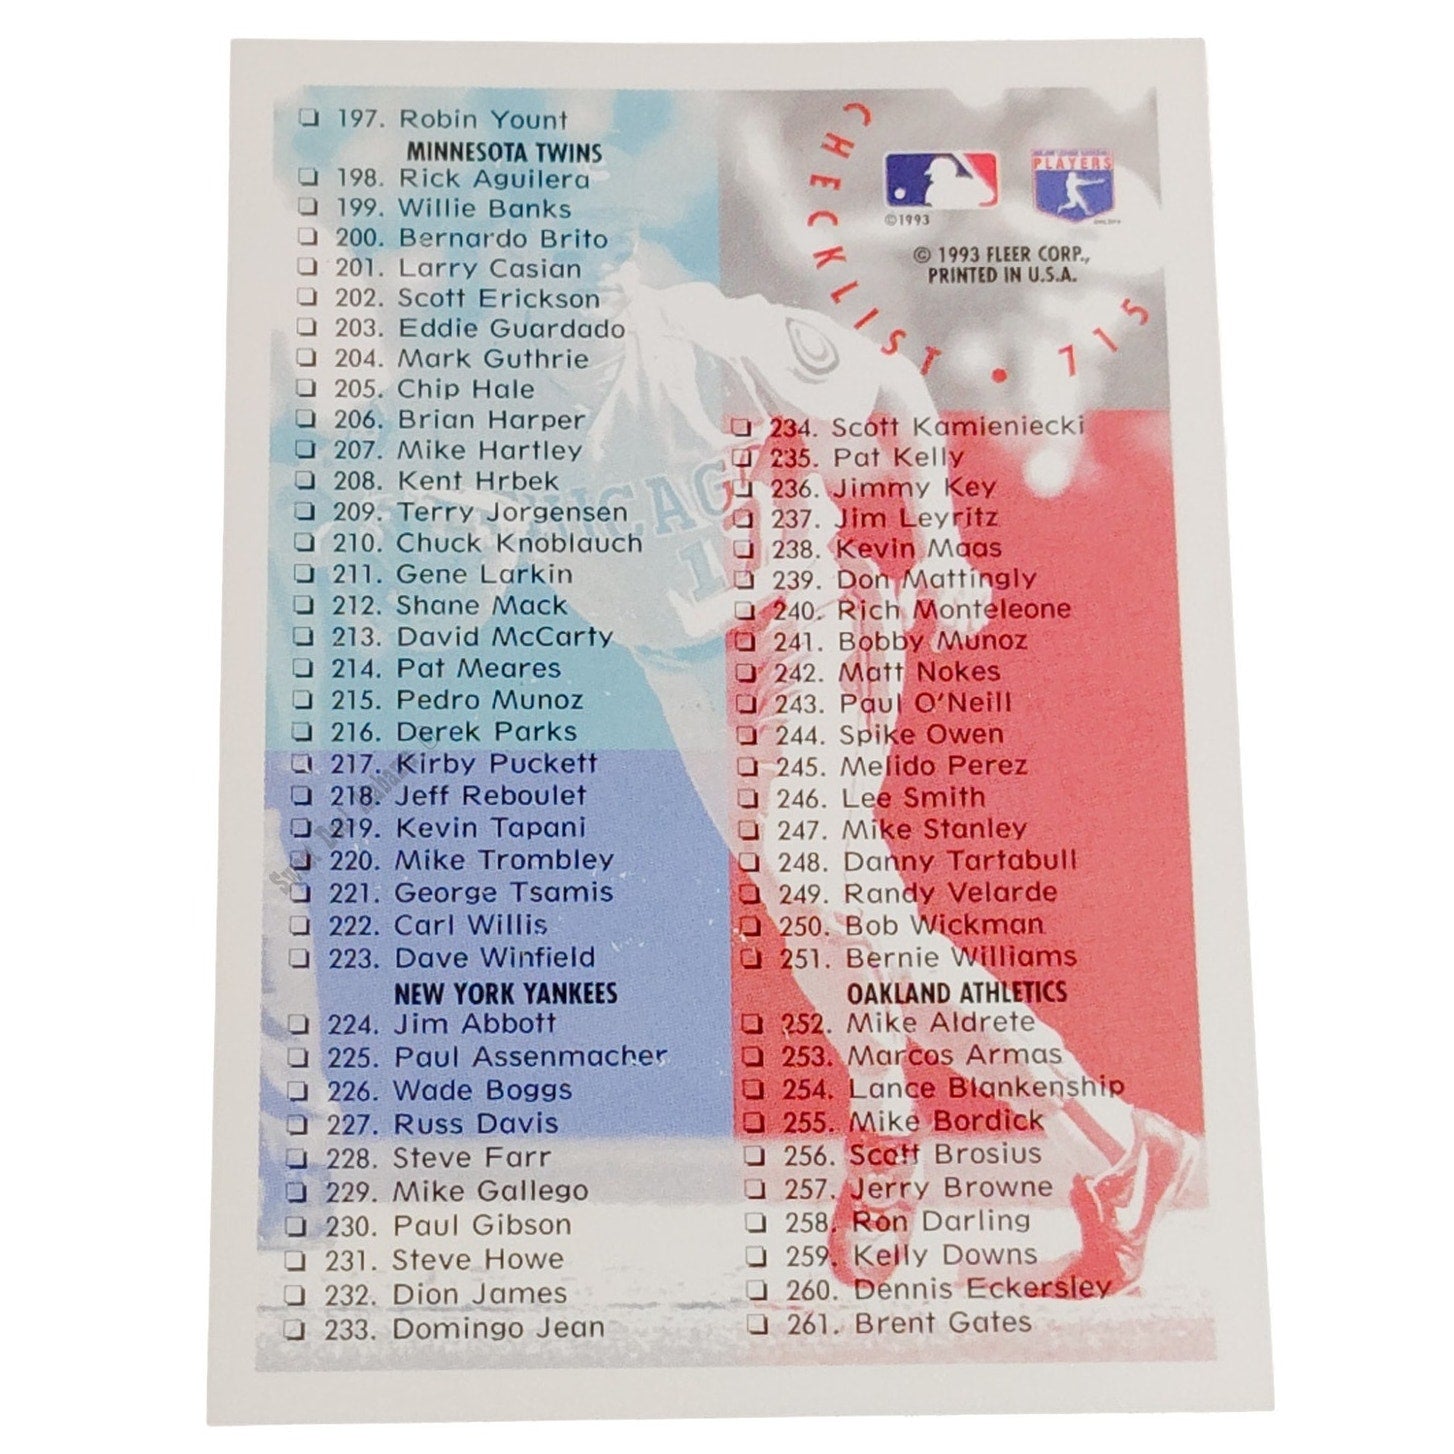 ❏ 197. Robin Yount
MINNESOTA TWINS
❏ 198. Rick Aguilera
❏ 199. Willie Banks
❏ 200. Bernardo Brito
❏ 201. Larry Casian
❏ 202. Scott Erickson
❏ 203. Eddie Guardado
❏ 204. Mark Guthrie
❏ 205. Chip Hale
❏ 206. Brian Harper
❏ 207. Mike Hartley
❏ 208. Kent Hrbek
❏ 209. Terry Jorgensen
❏ 210. Chuck Knoblauch
❏ 211. Gene Larkin
❏ 212. Shane Mack
❏ 213. David McCarty
❏ 214. Pat Meares
❏ 215. Pedro Munoz
❏ 216. Derek Parks
❏ 217. Kirby Puckett
❏ 218. Jeff Reboulet
❏ 219. Kevin Tapani
❏ 220. Mike Trombley
❏ 221. George Tsamis
❏ 222. Carl Willis
❏ 223. Dave Winfield
NEW YORK YANKEES
❏ 224. Jim Abbott
❏ 225. Paul Assenmacher
❏ 226. Wade Boggs
❏ 227. Russ Davis
❏ 228. Steve Farr
❏ 229. Mike Gallego
❏ 230. Paul Gibson
❏ 231. Steve Howe
❏ 232. Dion James
❏ 233. Domingo Jean
CHICAGO
1
CHECKLIST • 715
PLAYERS
©1993
© 1993 FLEER CORP.,
PRINTED IN U.S.A.
❏ 234. Scott Kamieniecki
❏ 235. Pat Kelly
❏ 236. Jimmy Key
❏ 237. Jim Leyritz
❏ 238. Kevin Maas
❏ 239. Don Mattingly
❏ 240. Rich Monteleone
❏ 241. Bobby Munoz
❏ 242. Matt Nokes
❏ 243. Paul O'Neill
❏ 244. Spike Owen
❏ 245. Melido Perez
❏ 246. Lee Smith
❏ 247. Mike Stanley
❏ 248. Danny Tartabull
❏ 249. Randy Velarde
❏ 250. Bob Wickman
❏ 251. Bernie Williams
OAKLAND ATHLETICS
❏ 252. Mike Aldrete
❏ 253. Marcos Armas
❏ 254. Lance Blankenship
❏ 255. Mike Bordick
❏ 256. Scott Brosius
❏ 257. Jerry Browne
❏ 258. Ron Darling
❏ 259. Kelly Downs
❏ 260. Dennis Eckersley
❏ 261. Brent Gates